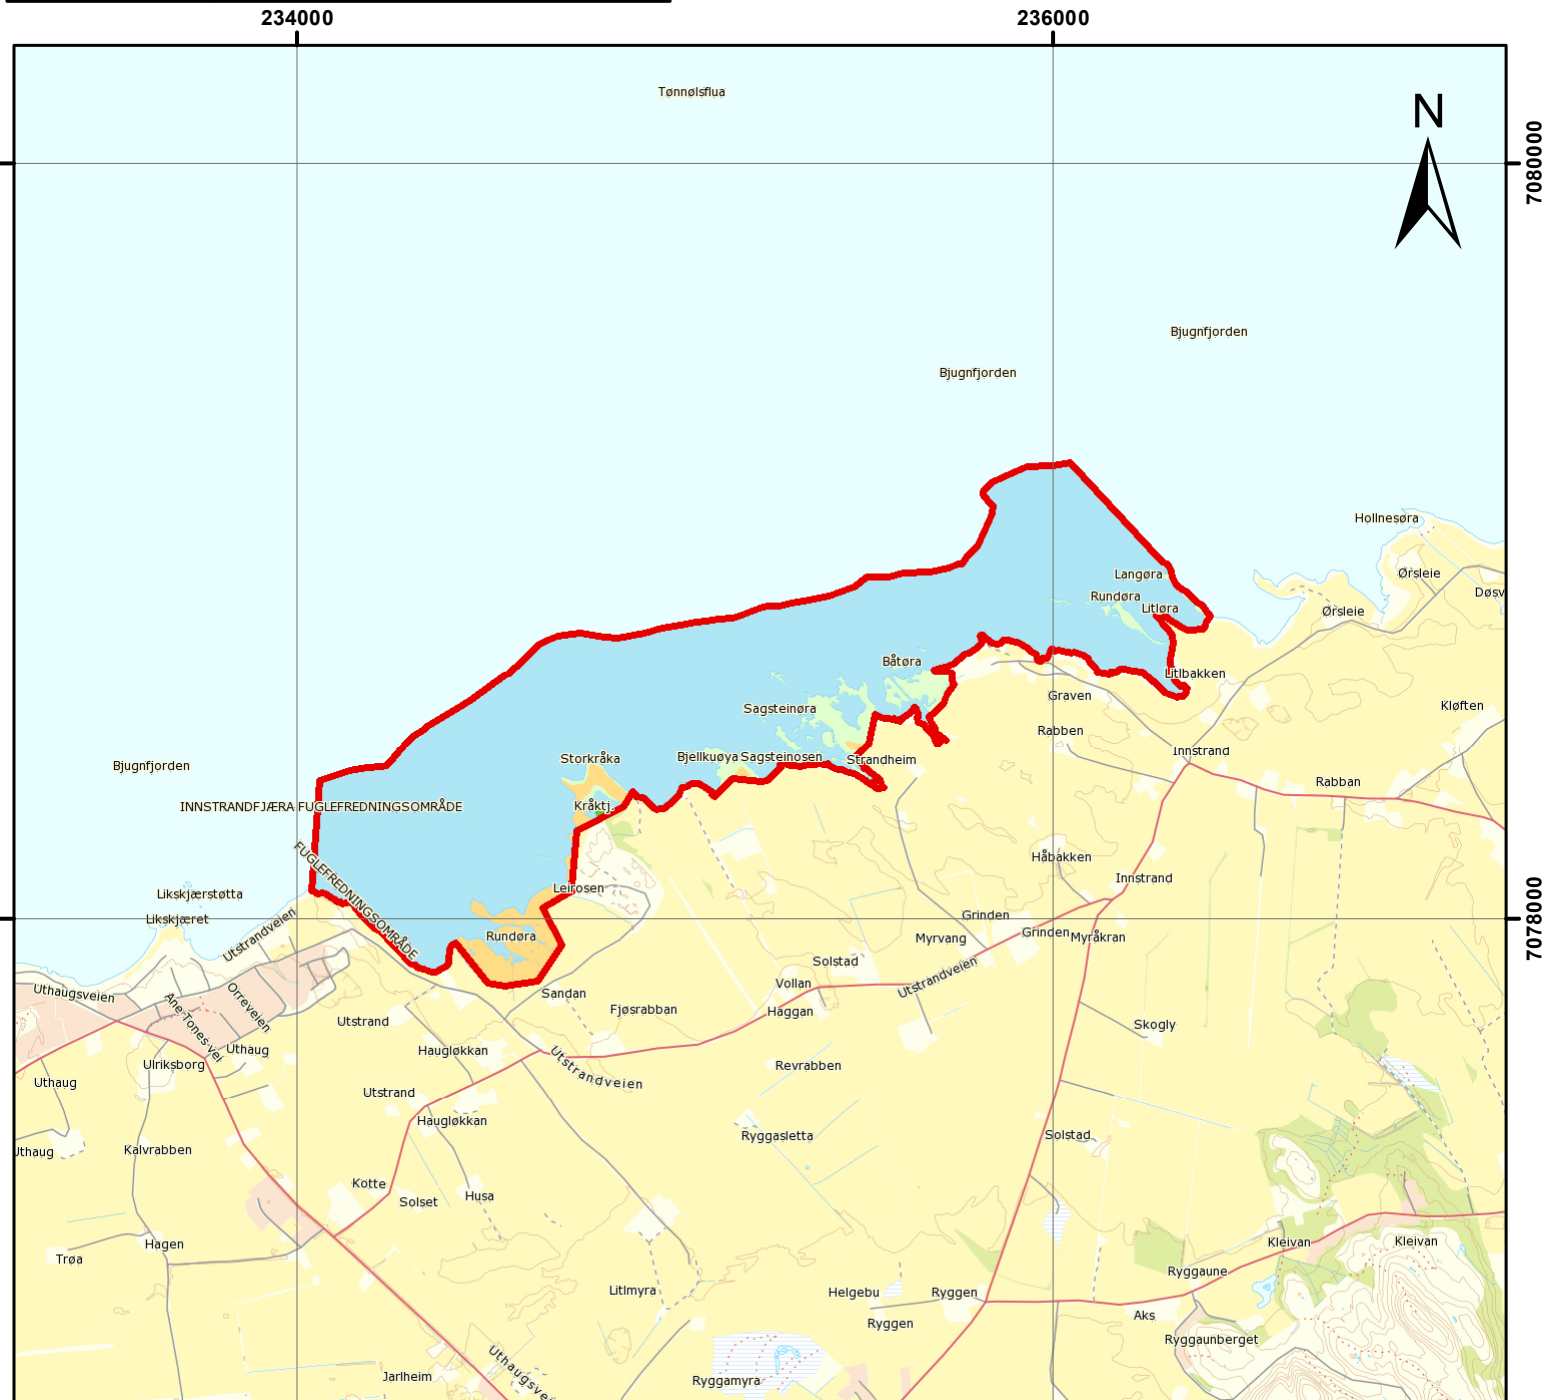 234000
236000
Tønnølsflua
N
7080000
Bjugnfjorden
Bjugnfjorden
Hollnesøra
Langøra
Ørsleie
Rundøra
Døsv
Litløra
Ørsleie
Båtøra
Litlbakken
Graven
Sagsteinøra
Kløften
Rabben
Innstrand
Storkråka
Bjellkuøya
Sagsteinosen
Strandheim
Bjugnfjorden
Rabban
INNSTRANDFJÆRA FUGLEFREDNINGSOMRÅDE
Kråktj.
Håbakken
FUGLEFREDNINGSOMRÅDE
Innstrand
Leirosen
Likskjærstøtta
Likskjæret
Grinden
7078000
Utstrandveien
Rundøra
Myrvang
Grinden
Myråkran
Solstad
Utstrandveien
Vollan
Uthaugsveien
Sandan
Orreveien
Ane Tones vei
Fjøsrabban
Haggan
Utstrand
Skogly
Uthaug
Haugløkkan
Ulriksborg
Utstrandveien
Revrabben
Uthaug
Utstrand
Haugløkkan
Ryggasletta
Solstad
Kalvrabben
Uthaug
Kotte
Solset
Husa
Hagen
Kleivan
Kleivan
Trøa
Ryggaune
Litlmyra
Helgebu
Ryggen
Ryggen
Aks
Ryggaunberget
Uthaugsvei
Jarlheim
Ryggamyra